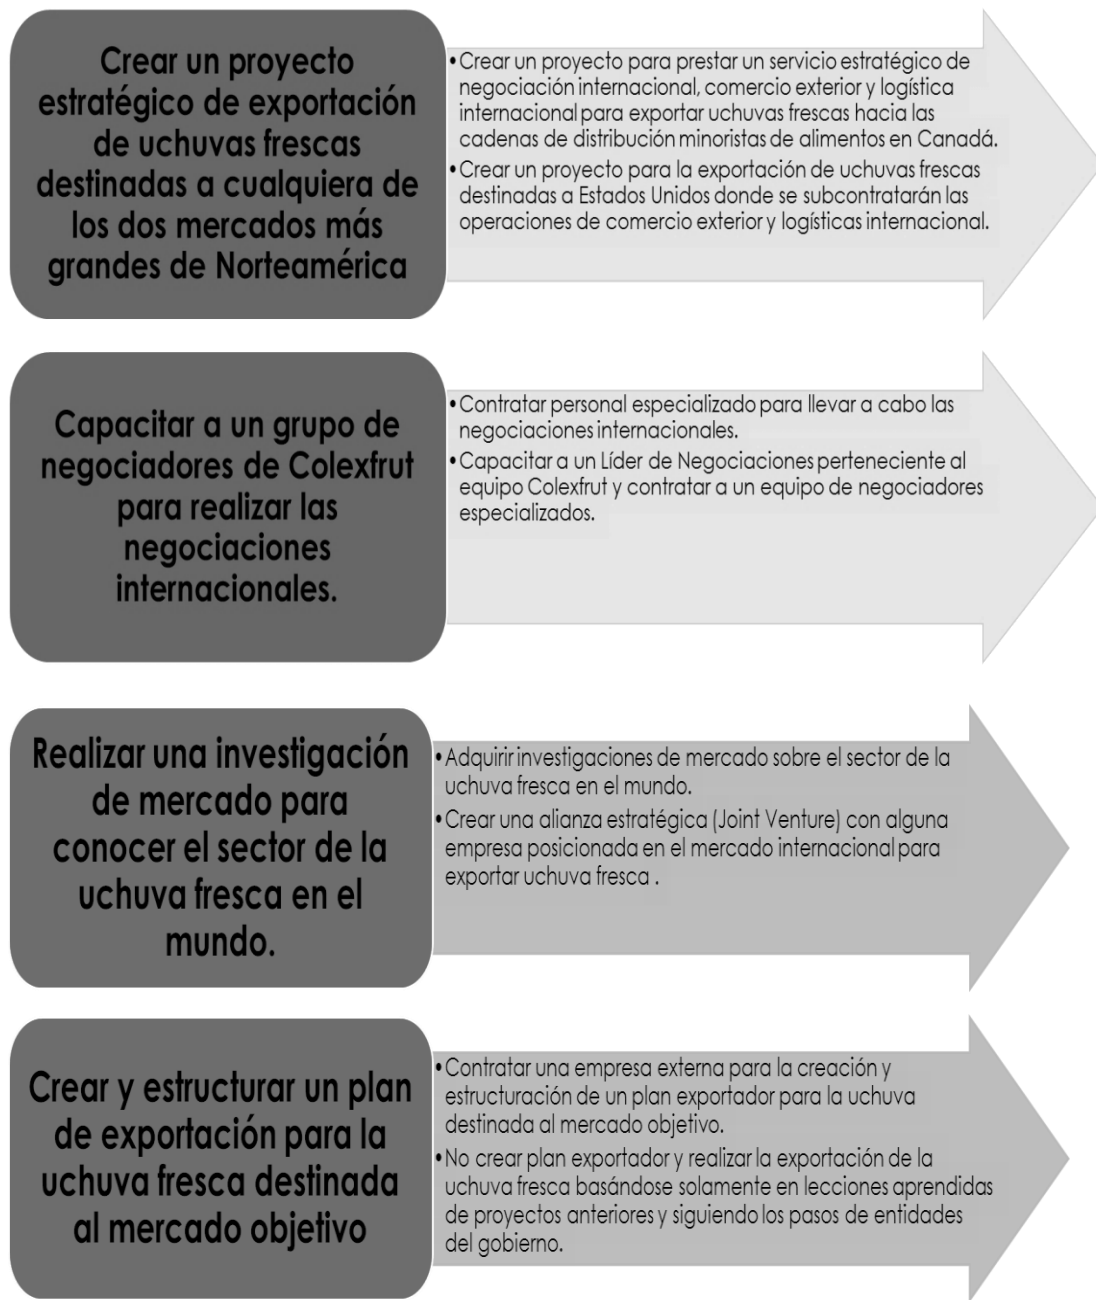 Crear un proyecto
estratégico de exportación
de uchuvas frescas
destinadas a cualquiera de
los dos mercados más
grandes de Norteamérica
•Crear un proyecto para prestar un servicio estratégico de
negociación internacional, comercio exterior y logística
internacional para exportar uchuvas frescas hacia las
cadenas de distribución minoristas de alimentos en Canadá.
•Crear un proyecto para la exportación de uchuvas frescas
destinadas a Estados Unidos donde se subcontratarán las
operaciones de comercio exterior y logísticas internacional.
Capacitar a un grupo de
negociadores de Colexfrut
para realizar las
negociaciones
internacionales.
•Contratar personal especializado para llevar a cabo las
negociaciones internacionales.
•Capacitar a un Líder de Negociaciones perteneciente al
equipo Colexfrut y contratar a un equipo de negociadores
especializados.
Realizar una investigación
de mercado para
conocer el sector de la
uchuva fresca en el
mundo.
•Adquirir investigaciones de mercado sobre el sector de la
uchuva fresca en el mundo.
•Crear una alianza estratégica (Joint Venture) con alguna
empresa posicionada en el mercado internacional para
exportar uchuva fresca .
Crear y estructurar un plan
de exportación para la
uchuva fresca destinada
al mercado objetivo
•Contratar una empresa externa para la creación y
estructuración de un plan exportador para la uchuva
destinada al mercado objetivo.
•No crear plan exportador y realizar la exportación de la
uchuva fresca basándose solamente en lecciones aprendidas
de proyectos anteriores y siguiendo los pasos de entidades
del gobierno.